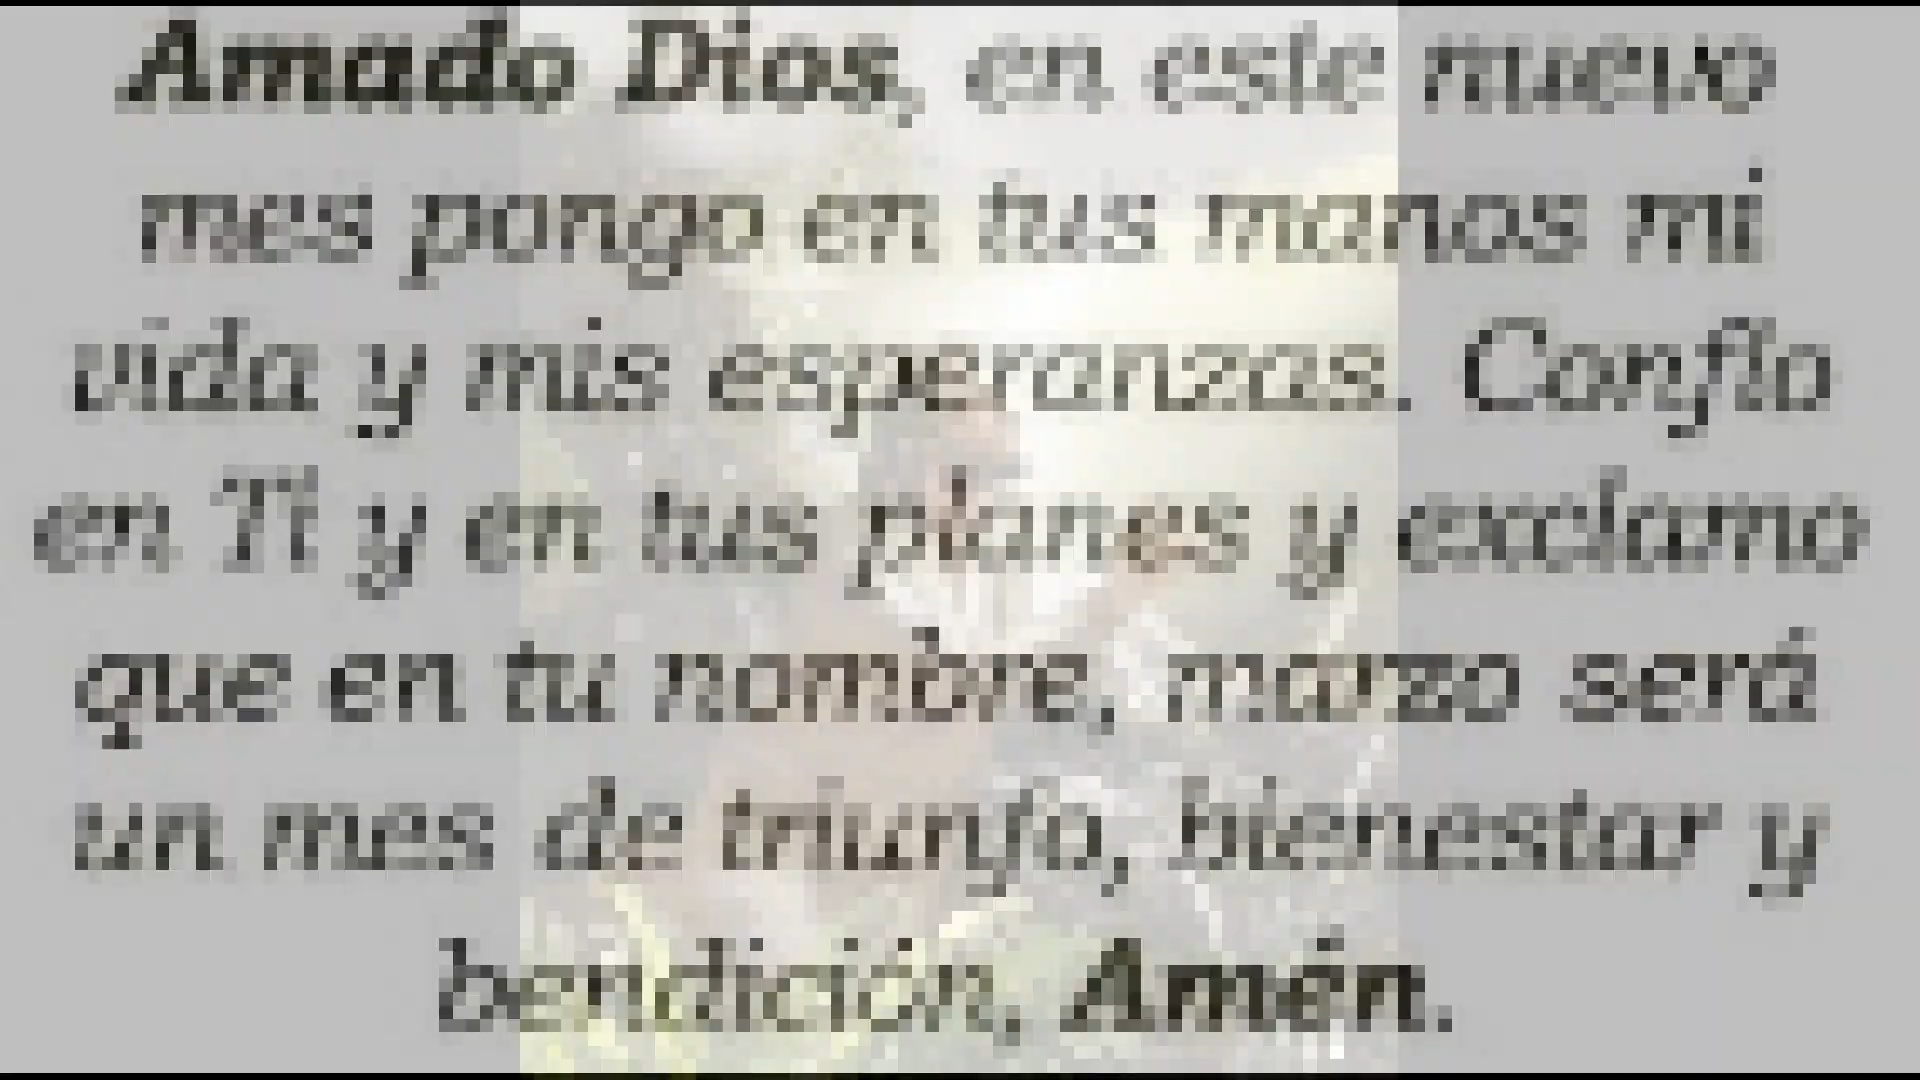 Amado Dios, en este nuevo
mes pongo en tus manos mi
vida y mis esperanzas. Confío
en Ti y en tus planes y exclamo
que en tu nombre, marzo será
un mes de triunfo, bienestar y
bendición, Amén.